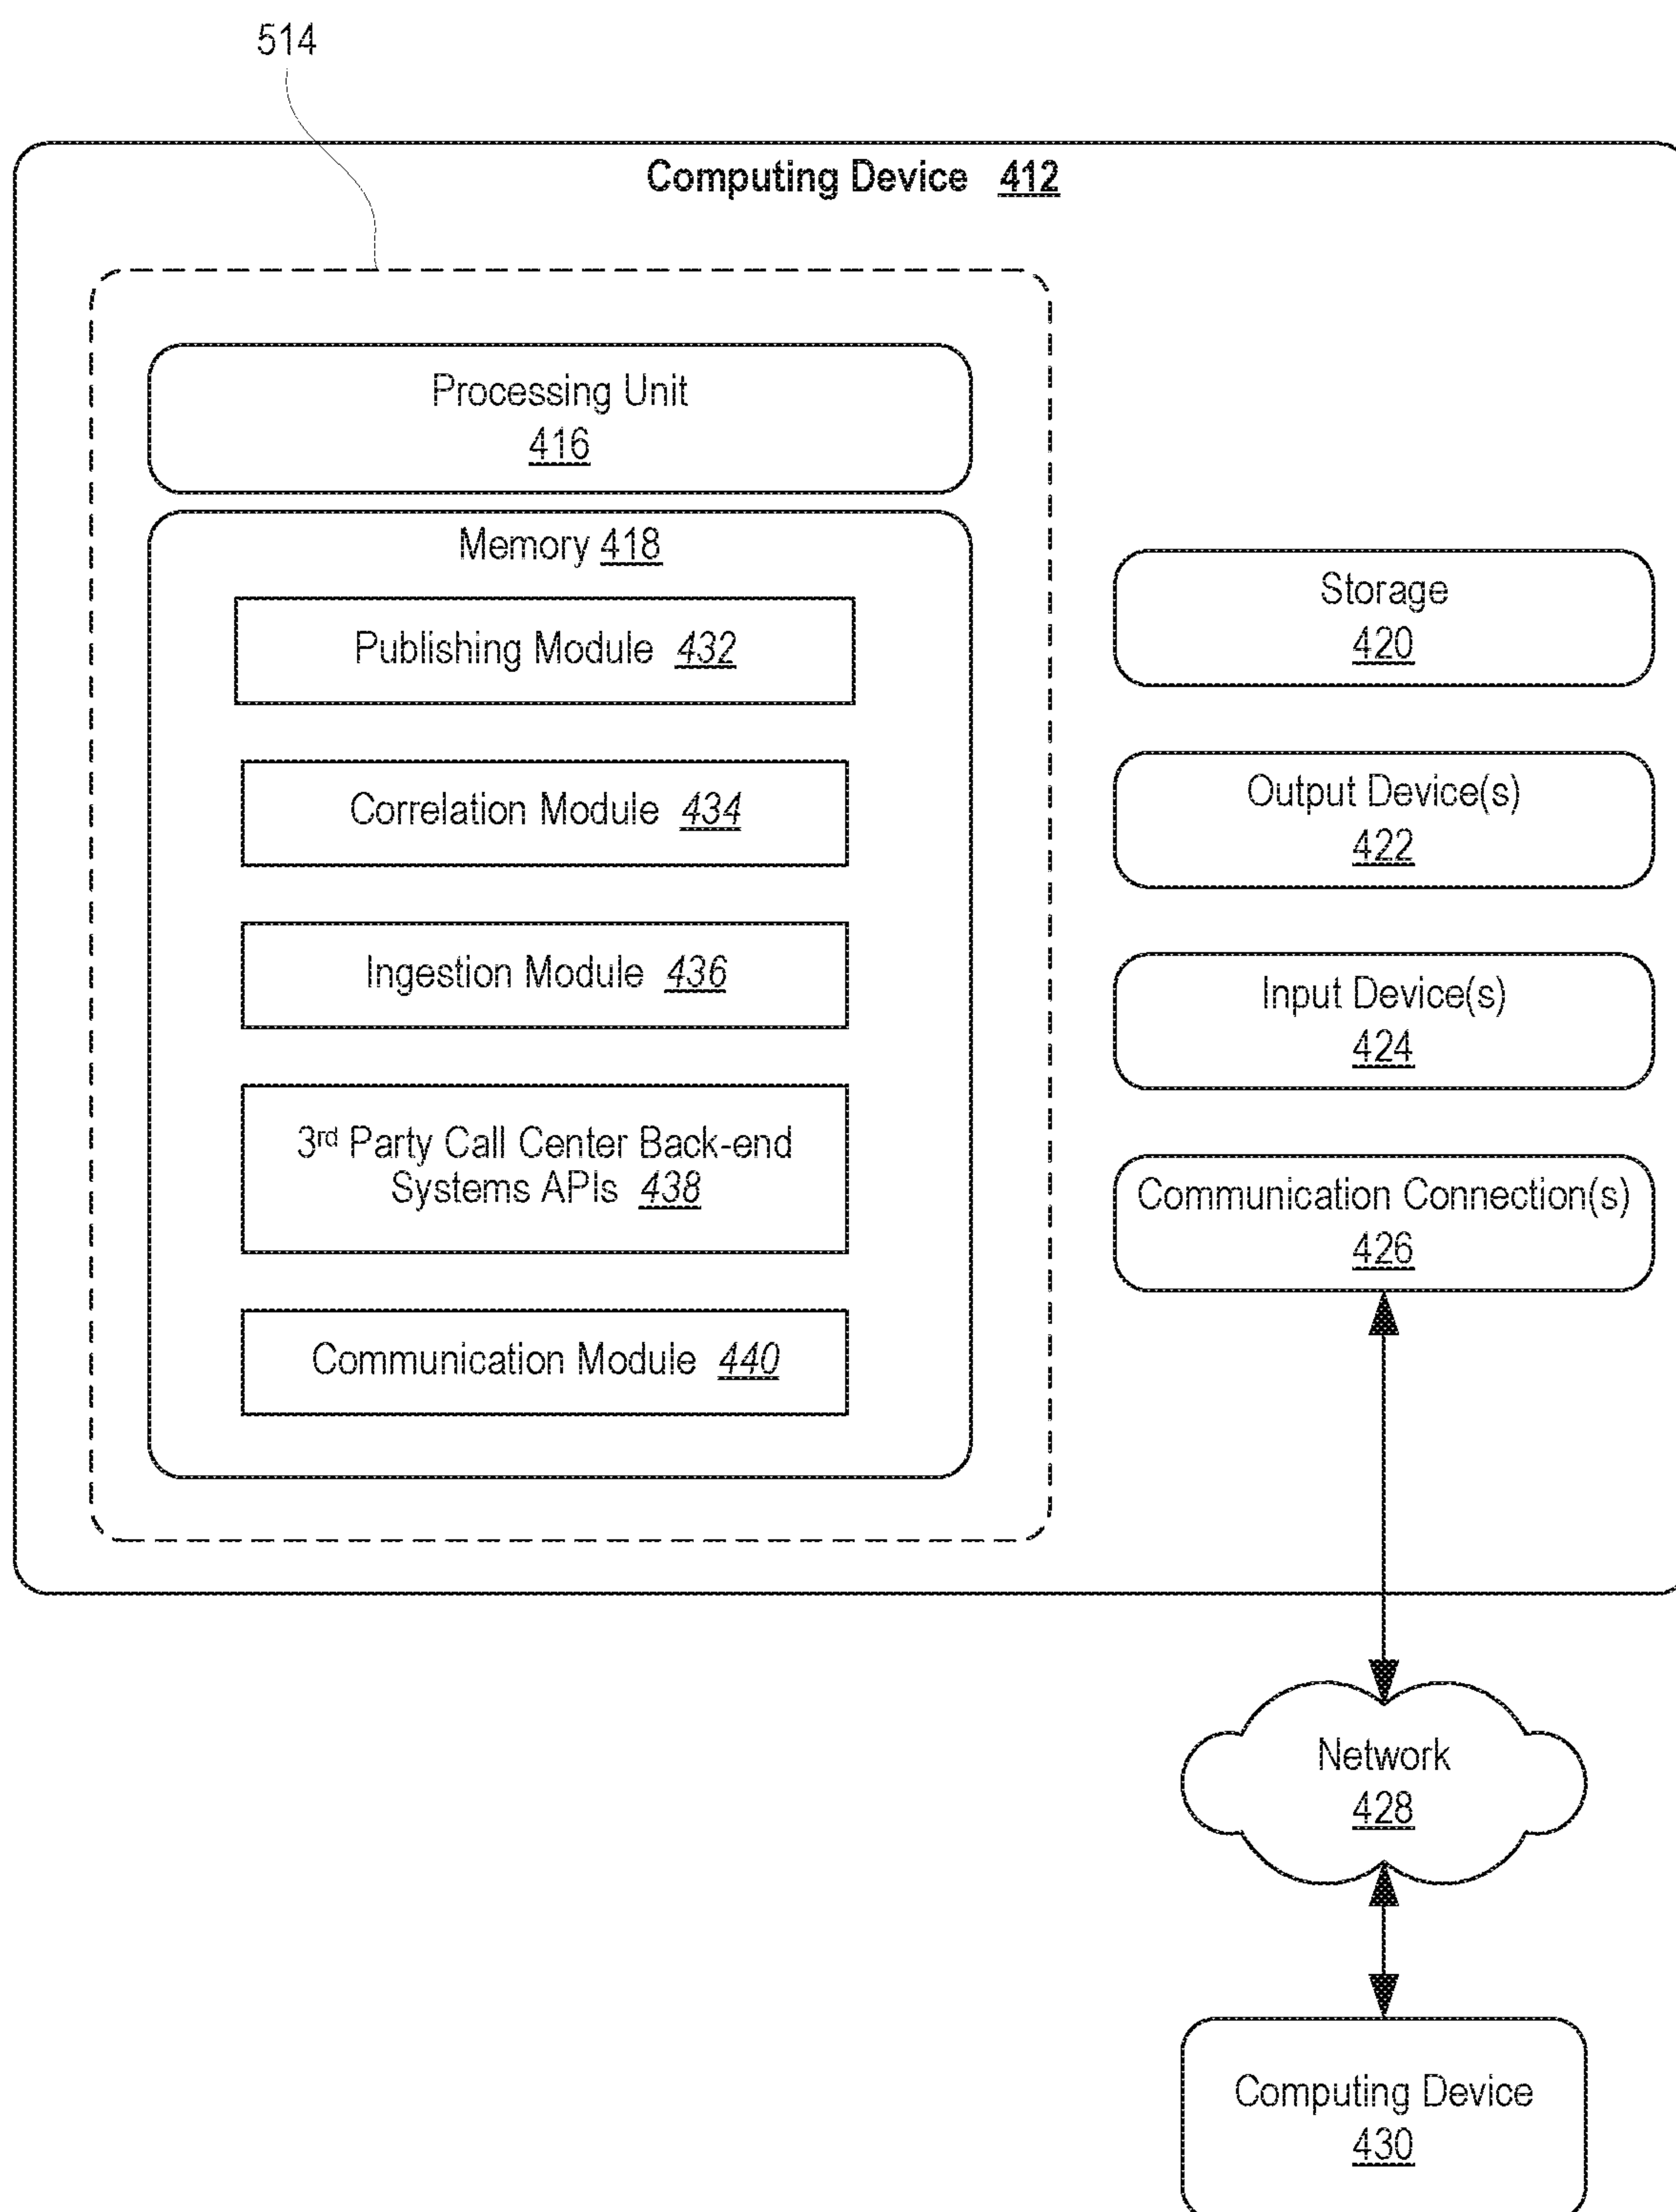 514
Computing Device 412
Processing Unit
416
Memory 418
Publishing Module 432
Correlation Module 434
Ingestion Module 436
3rd Party Call Center Back-end
Systems APIs 438
Communication Module 440
Storage
420
Output Device(s)
422
Input Device(s)
424
Communication Connection(s)
426
Network
428
Computing Device
430